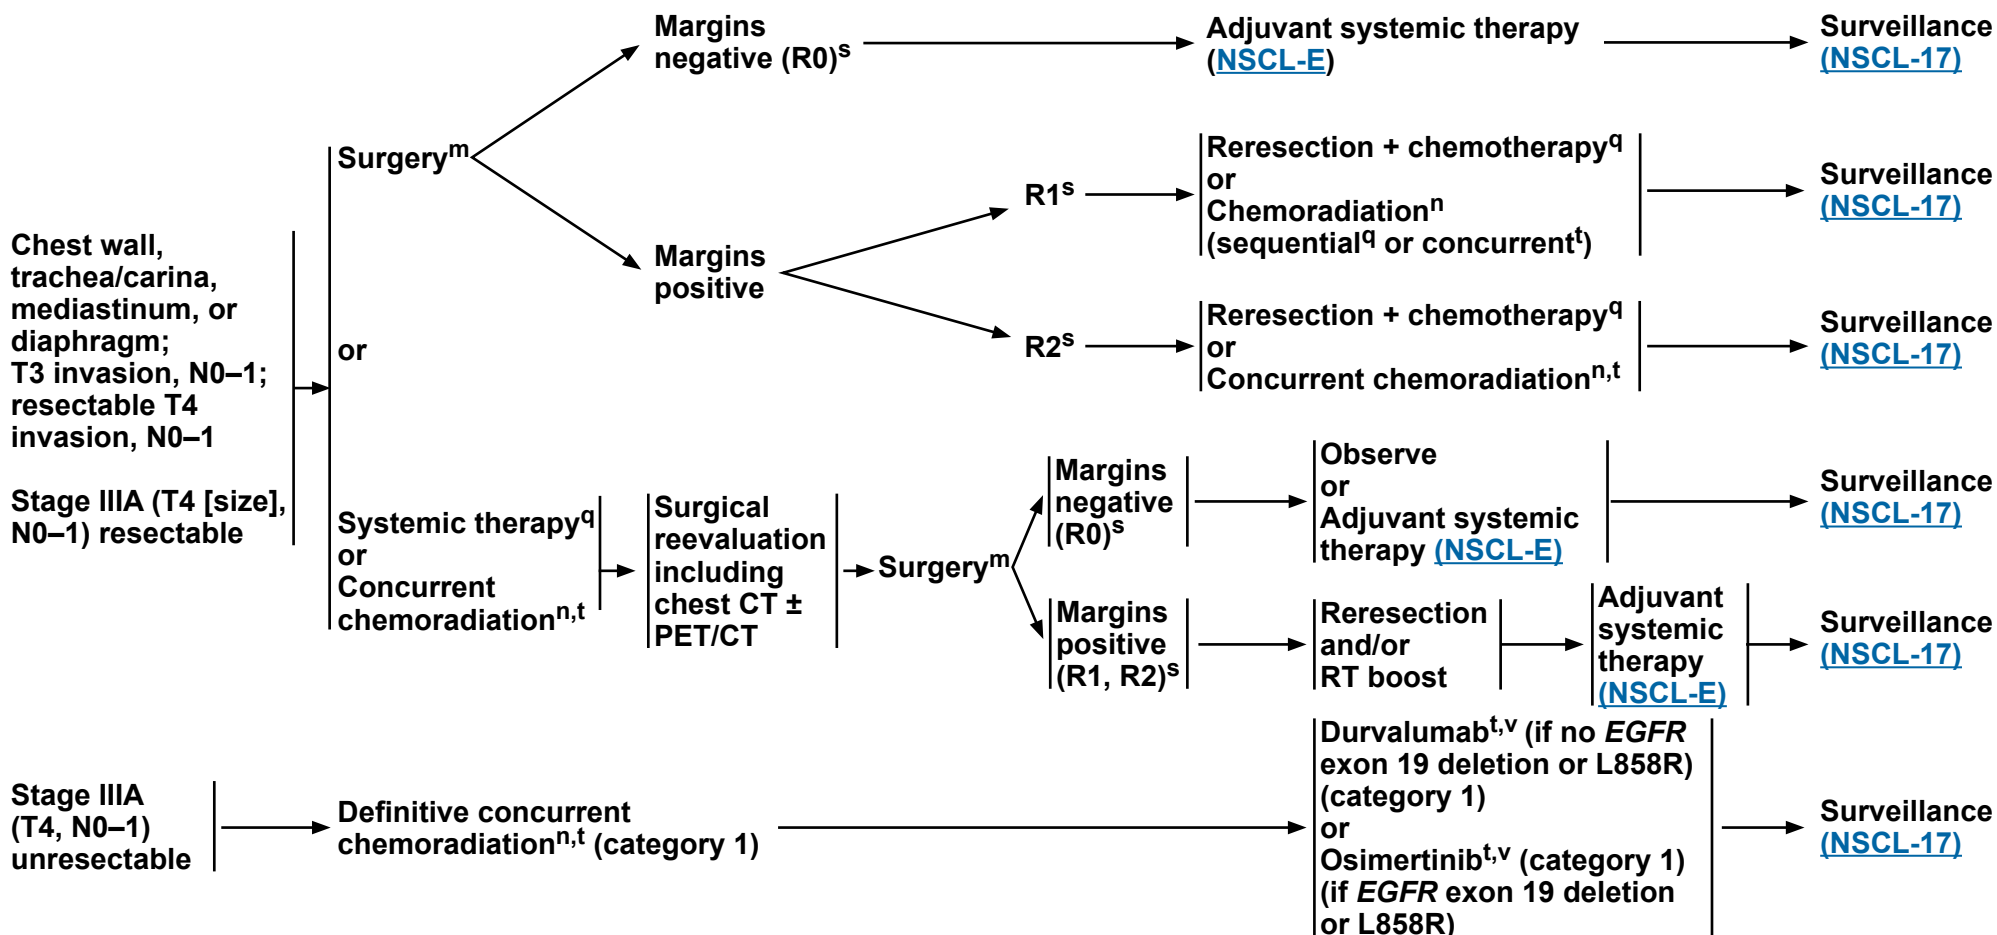 Chest wall,
trachea/carina,
mediastinum, or
diaphragm;
T3 invasion, N0–1;
resectable T4
invasion, N0–1
Stage IIIA (T4 [size],
N0–1) resectable
Surgeryᵐ
or
Systemic therapy^q
or
Concurrent
chemoradiationⁿ,ᵗ
Margins
negative (R0)ˢ
Adjuvant systemic therapy
(NSCL-E)
Surveillance
(NSCL-17)
Margins
positive
R1ˢ
Reresection + chemotherapy^q
or
Chemoradiationⁿ
(sequential^q or concurrentᵗ)
Surveillance
(NSCL-17)
R2ˢ
Reresection + chemotherapy^q
or
Concurrent chemoradiationⁿ,ᵗ
Surveillance
(NSCL-17)
Surgical
reevaluation
including
chest CT ±
PET/CT
Surgeryᵐ
Margins
negative
(R0)ˢ
Observe
or
Adjuvant systemic
therapy (NSCL-E)
Surveillance
(NSCL-17)
Margins
positive
(R1, R2)ˢ
Reresection
and/or
RT boost
Adjuvant
systemic
therapy
(NSCL-E)
Surveillance
(NSCL-17)
Stage IIIA
(T4, N0–1)
unresectable
Definitive concurrent
chemoradiationⁿ,ᵗ (category 1)
Durvalumabᵗ,ᵛ (if no EGFR
exon 19 deletion or L858R)
(category 1)
or
Osimertinibᵗ,ᵛ (category 1)
(if EGFR exon 19 deletion
or L858R)
Surveillance
(NSCL-17)